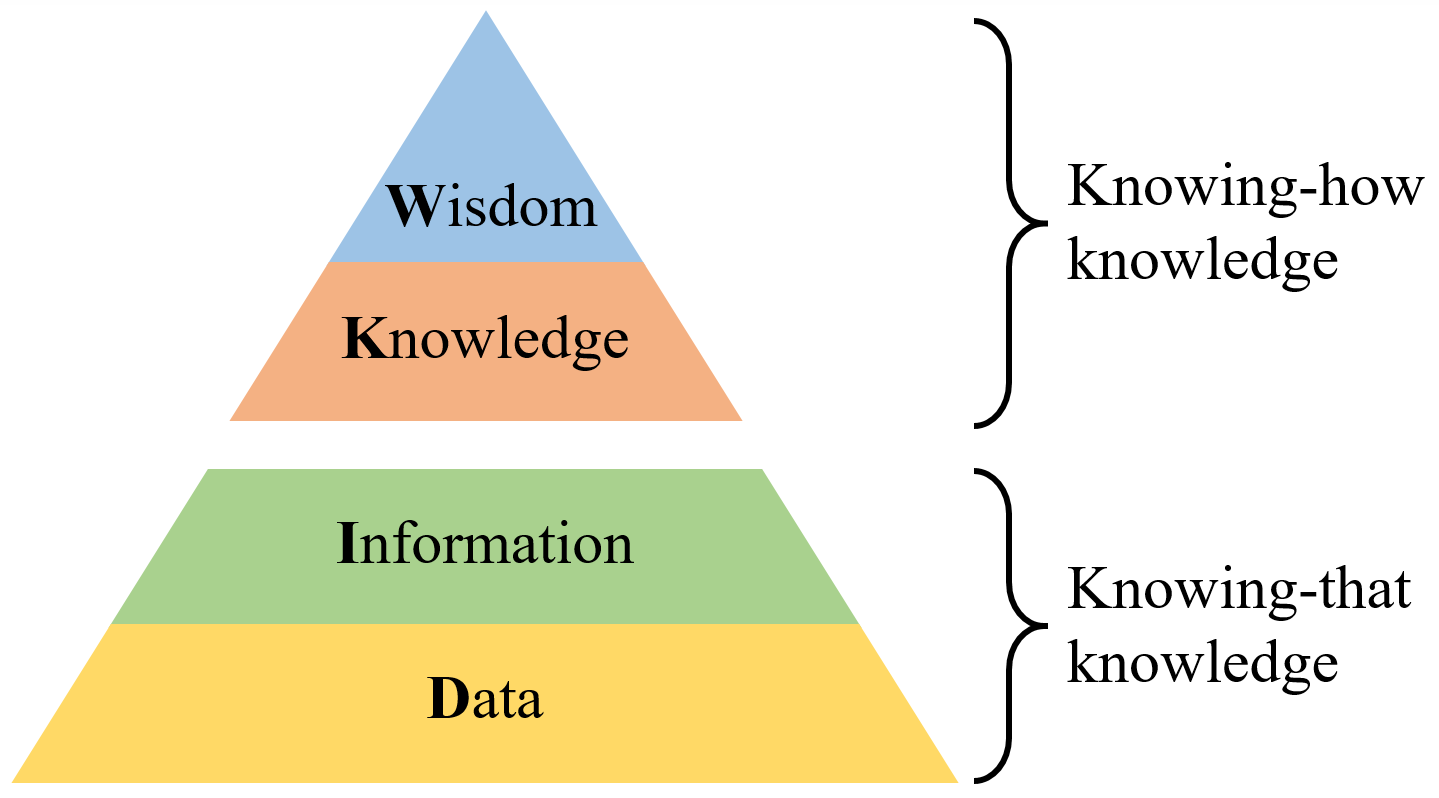 Wisdom
Knowledge
Information
Data
Knowing-how
knowledge
Knowing-that
knowledge